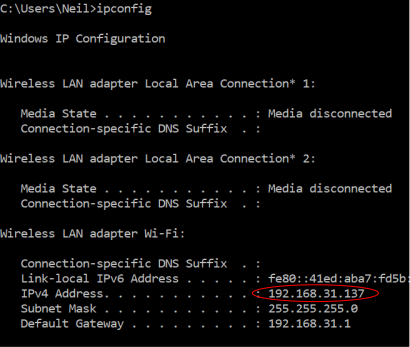 C:\Users\Neil>ipconfig
Windows IP Configuration
Wireless LAN adapter Local Area Connection* 1:
Media State . . . . . . . . . . . : Media disconnected
Connection-specific DNS Suffix  . :
Wireless LAN adapter Local Area Connection* 2:
Media State . . . . . . . . . . . : Media disconnected
Connection-specific DNS Suffix  . :
Wireless LAN adapter Wi-Fi:
Connection-specific DNS Suffix  . :
Link-local IPv6 Address . . . . . : fe80::41ed:aba7:fd5b:
IPv4 Address. . . . . . . . . . . : 192.168.31.137
Subnet Mask . . . . . . . . . . . : 255.255.255.0
Default Gateway . . . . . . . . . : 192.168.31.1